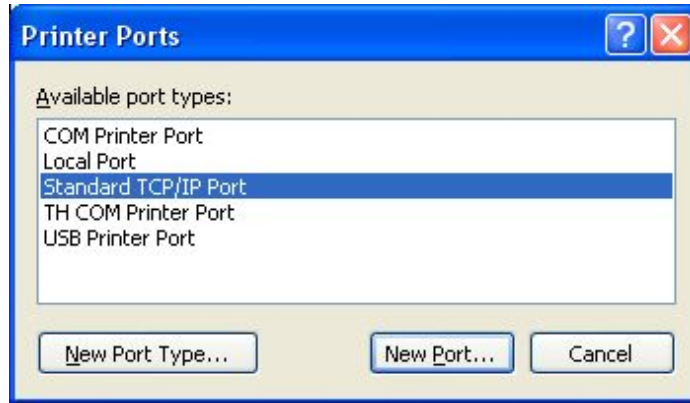 Printer Ports
Available port types:
COM Printer Port
Local Port
Standard TCP/IP Port
TH COM Printer Port
USB Printer Port
New Port Type... New Port... Cancel